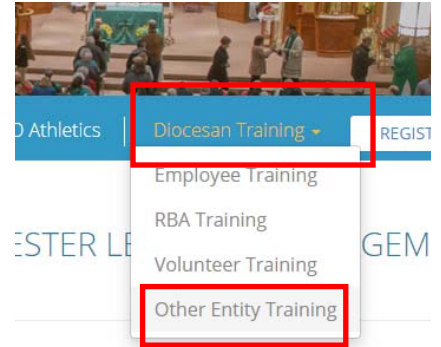 O Athletics Diocesan Training REGIST
Employee Training
RBA Training
ESTER LE GEM
Volunteer Training
Other Entity Training